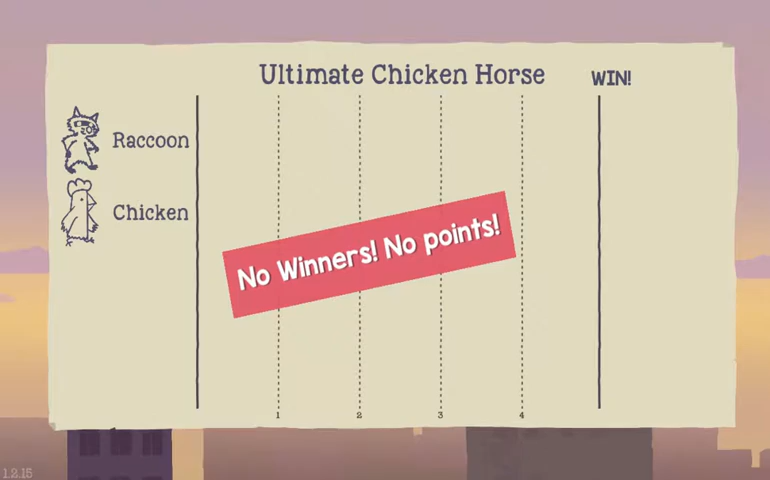 Ultimate Chicken Horse
WIN!
Raccoon
Chicken
No Winners! No points!
1 2 3 4
1.2.15